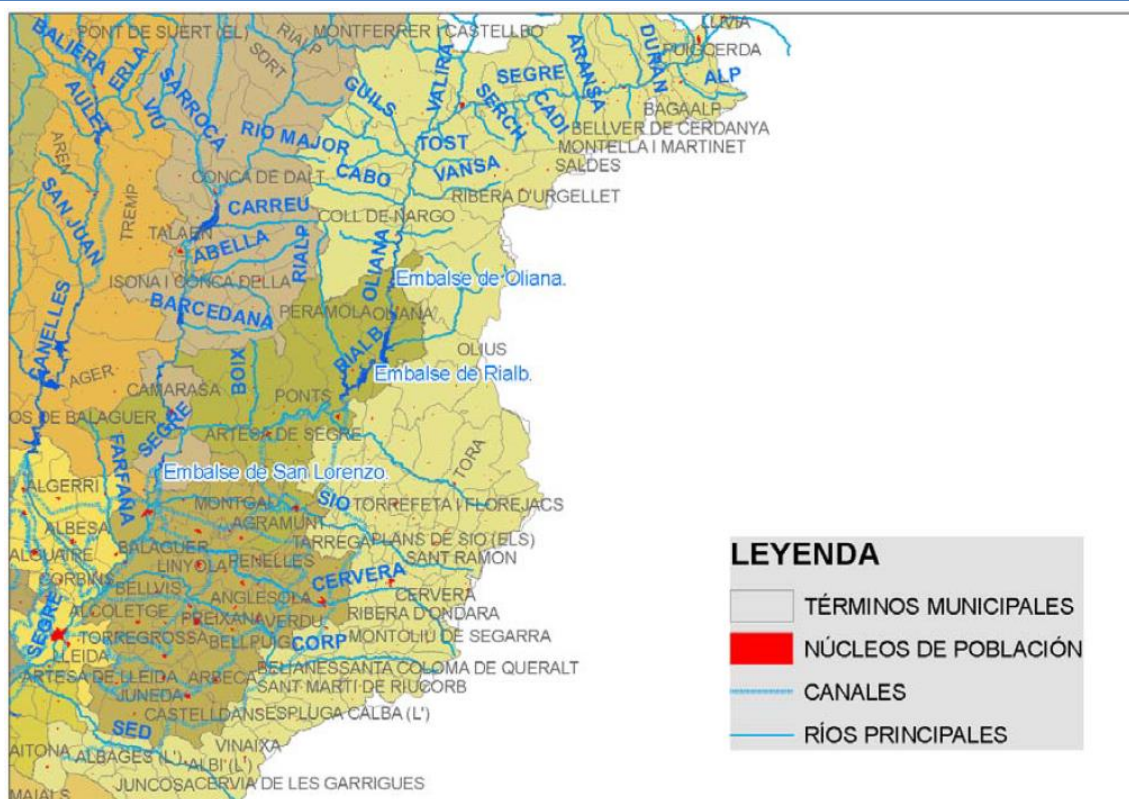 LLIVIA
PONT DE SUERT (EL)
RIALP
MONTFERRER I CASTELLBO
BALIERA
ERLA
SORT
VALIRA
ARANSA
DURAN
PUIGCERDA
SARROCA
GUILS
SEGRE
ALP
AULET
VIU
SERCH
CADI
BAGA
ALP
RIO MAJOR
TOST
BELLVER DE CERDANYA
MONTELLA I MARTINET
AREN
CONCA DE DALT
CABO
VANSA
SALDES
SAN JUAN
TREMP
CARREU
RIBERA D'URGELLET
COLL DE NARGO
TALARN
ABELLA
RIALP
OLIANA
ISONA I CONCA DELLA
Embalse de Oliana.
BARCEDANA
PERAMOLA
OLIANA
CANELLES
BOIX
RIALB
OLIUS
AGER
CAMARASA
Embalse de Rialb.
PONTS
OS DE BALAGUER
SEGRE
ARTESA DE SEGRE
FARFAÑA
TORA
Embalse de San Lorenzo.
ALGERRI
MONTGAI
SIO
TORREFETA I FLOREJACS
ALBESA
AGRAMUNT
TARREGA
PLANS DE SIO (ELS)
ALGUAIRE
BALAGUER
LINYOLA
PENELLES
SANT RAMON
CORBINS
BELLVIS
CERVERA
ANGLESOLA
CERVERA
SEGRE
ALCOLETGE
PREIXANA
VERDU
RIBERA D'ONDARA
TORREGROSSA
BELLPUIG
CORP
MONTOLIU DE SEGARRA
LLEIDA
ARTESA DE LLEIDA
ARBECA
BELIANES
SANTA COLOMA DE QUERALT
JUNEDA
SANT MARTI DE RIUCORB
CASTELLDANS
ESPLUGA CALBA (L')
SED
AITONA
ALBAGES (L')
VINAIXA
ALBI (L')
MAIALS
JUNCOSA
CERVIA DE LES GARRIGUES
LEYENDA
TÉRMINOS MUNICIPALES
NÚCLEOS DE POBLACIÓN
CANALES
RÍOS PRINCIPALES